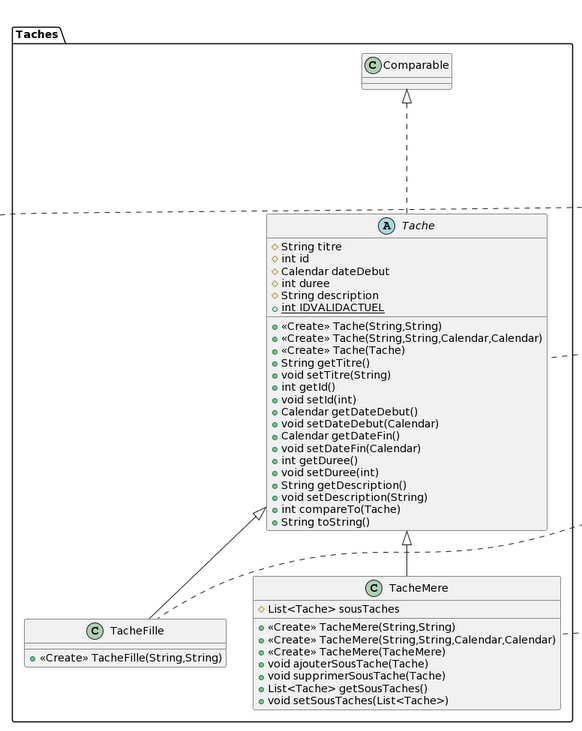 Taches
C Comparable
A Tache
String titre
int id
Calendar dateDebut
int duree
String description
int IDVALIDACTUEL
«Create» Tache(String,String)
«Create» Tache(String,String,Calendar,Calendar)
«Create» Tache(Tache)
String getTitre()
void setTitre(String)
int getId()
void setId(int)
Calendar getDateDebut()
void setDateDebut(Calendar)
Calendar getDateFin()
void setDateFin(Calendar)
int getDuree()
void setDuree(int)
String getDescription()
void setDescription(String)
int compareTo(Tache)
String toString()
C TacheFille
«Create» TacheFille(String,String)
C TacheMere
List<Tache> sousTaches
«Create» TacheMere(String,String)
«Create» TacheMere(String,String,Calendar,Calendar)
«Create» TacheMere(TacheMere)
void ajouterSousTache(Tache)
void supprimerSousTache(Tache)
List<Tache> getSousTaches()
void setSousTaches(List<Tache>)